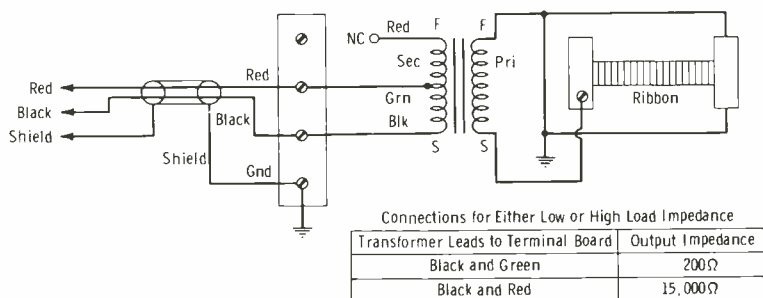 Red
F
F
NC
Sec
Pri
Red
Red
Black
Shield
Black
Grn
Blk
Ribbon
S
S
Shield
Gnd
Connections for Either Low or High Load Impedance
Transformer Leads to Terminal Board Output Impedance
Black and Green 200Ω
Black and Red 15,000Ω